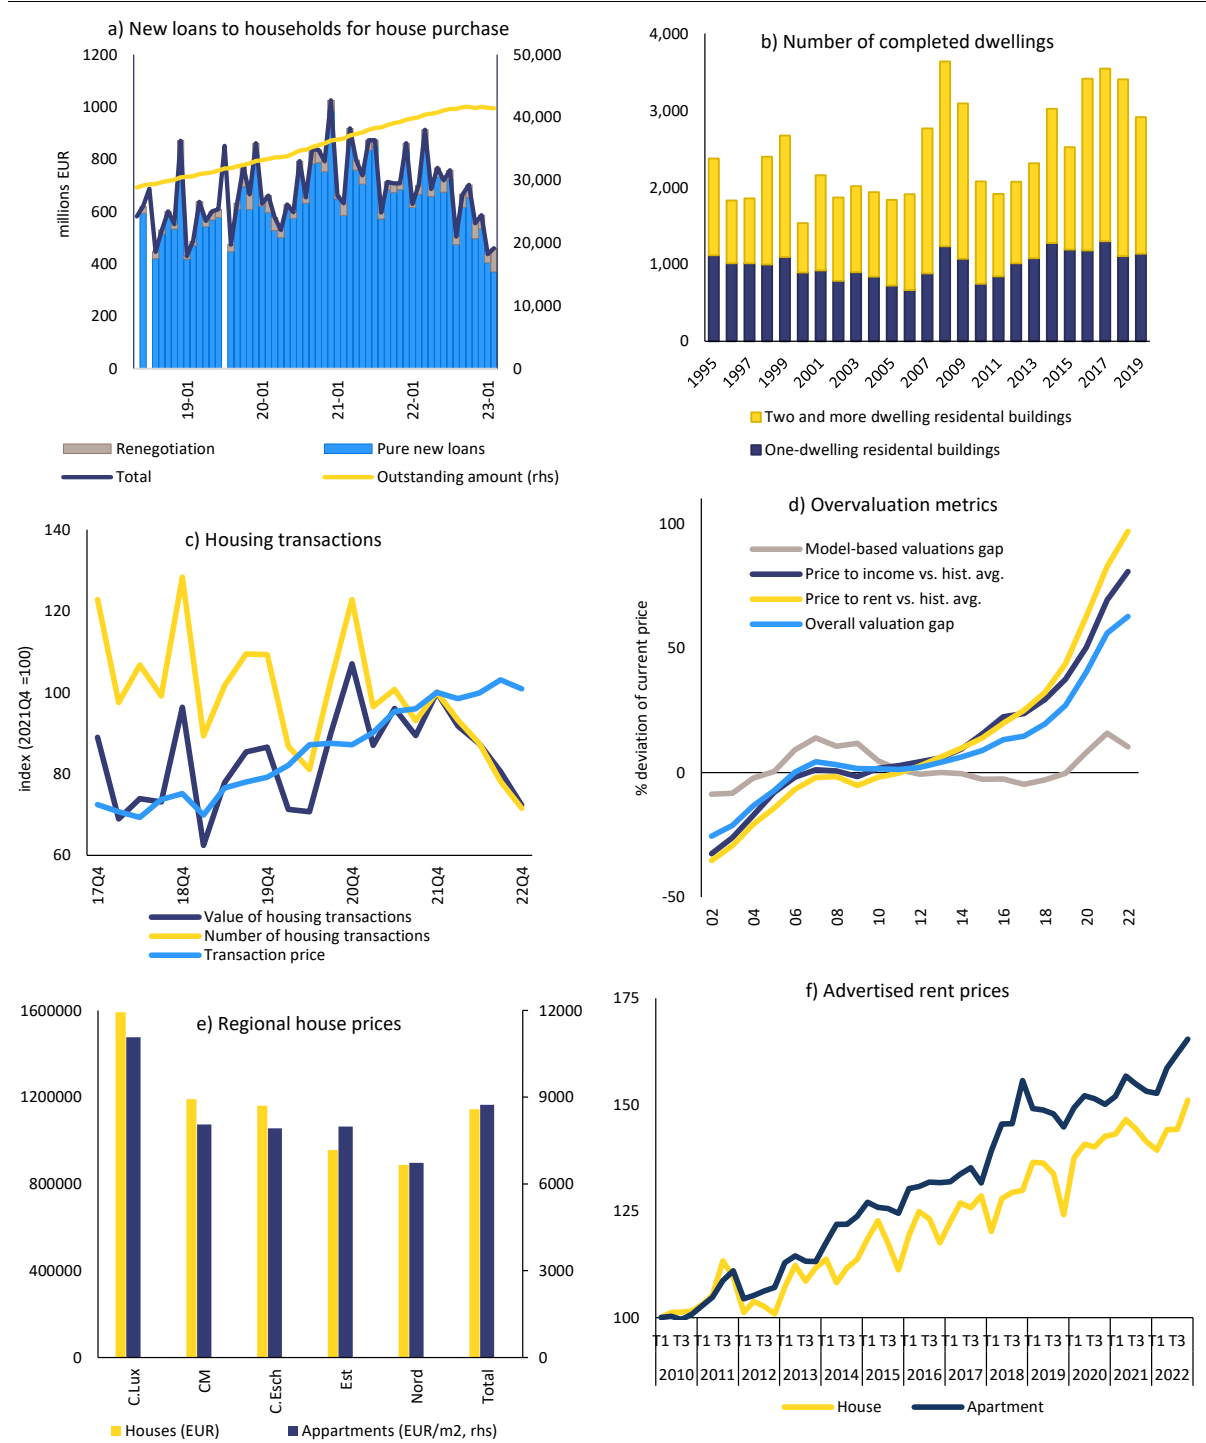 a) New loans to households for house purchase
1200
1000
800
600
400
200
0
millions EUR
50,000
40,000
30,000
20,000
10,000
0
19-01
20-01
21-01
22-01
23-01
Renegotiation
Pure new loans
Total
Outstanding amount (rhs)
b) Number of completed dwellings
4,000
3,000
2,000
1,000
0
1995
1997
1999
2001
2003
2005
2007
2009
2011
2013
2015
2017
2019
Two and more dwelling residental buildings
One-dwelling residental buildings
c) Housing transactions
140
120
100
80
60
index (2021Q4 =100)
17Q4
18Q4
19Q4
20Q4
21Q4
22Q4
Value of housing transactions
Number of housing transactions
Transaction price
d) Overvaluation metrics
100
50
0
-50
% deviation of current price
Model-based valuations gap
Price to income vs. hist. avg.
Price to rent vs. hist. avg.
Overall valuation gap
02
04
06
08
10
12
14
16
18
20
22
e) Regional house prices
1600000
1200000
800000
400000
0
12000
9000
6000
3000
0
C.Lux
CM
C.Esch
Est
Nord
Total
Houses (EUR)
Appartments (EUR/m2, rhs)
f) Advertised rent prices
175
150
125
100
T1 T3 T1 T3 T1 T3 T1 T3 T1 T3 T1 T3 T1 T3 T1 T3 T1 T3 T1 T3 T1 T3 T1 T3 T1 T3
2010 2011 2012 2013 2014 2015 2016 2017 2018 2019 2020 2021 2022
House
Apartment